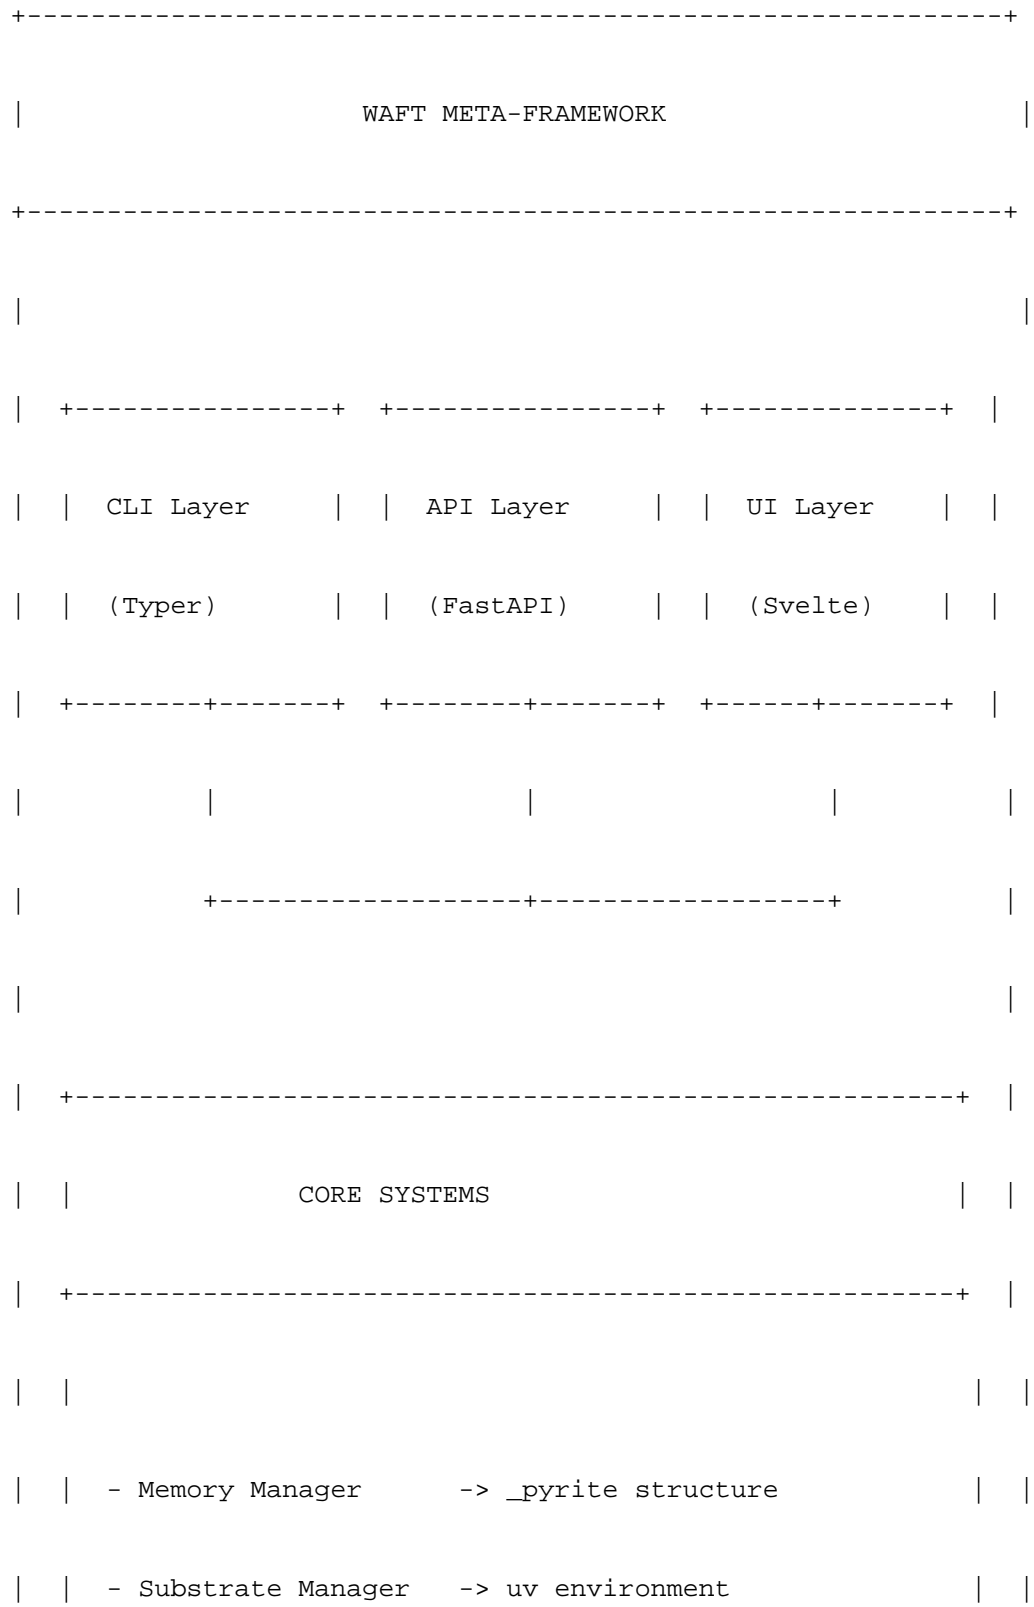 +-------------------------------------------------------------+
|                      WAFT META-FRAMEWORK                      |
+-------------------------------------------------------------+
|                                                               |
|  +----------------+  +----------------+  +--------------+  |
|  |  CLI Layer     |  |  API Layer     |  |  UI Layer    |  |
|  |  (Typer)       |  |  (FastAPI)     |  |  (Svelte)    |  |
|  +--------+-------+  +--------+-------+  +------+-------+  |
|           |                   |                  |          |
|           +-------------------+------------------+          |
|                                                              |
|  +-------------------------------------------------------+  |
|  |              CORE SYSTEMS                             |  |
|  +-------------------------------------------------------+  |
|  |                                                        |  |
|  |  - Memory Manager      -> _pyrite structure            |  |
|  |  - Substrate Manager   -> uv environment               |  |